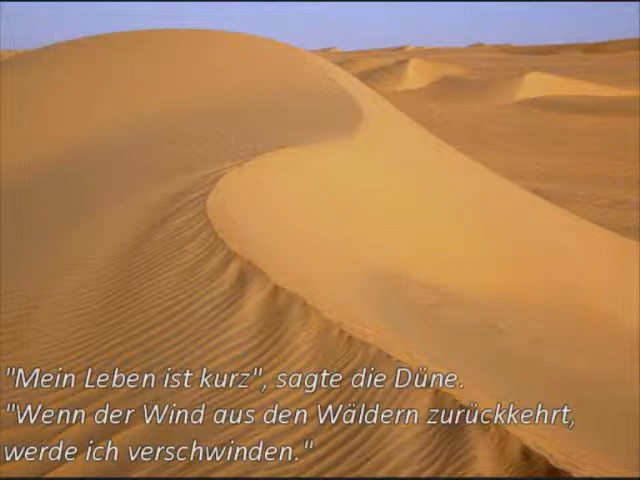 "Mein Leben ist kurz", sagte die Düne.
"Wenn der Wind aus den Wäldern zurückkehrt,
werde ich verschwinden."